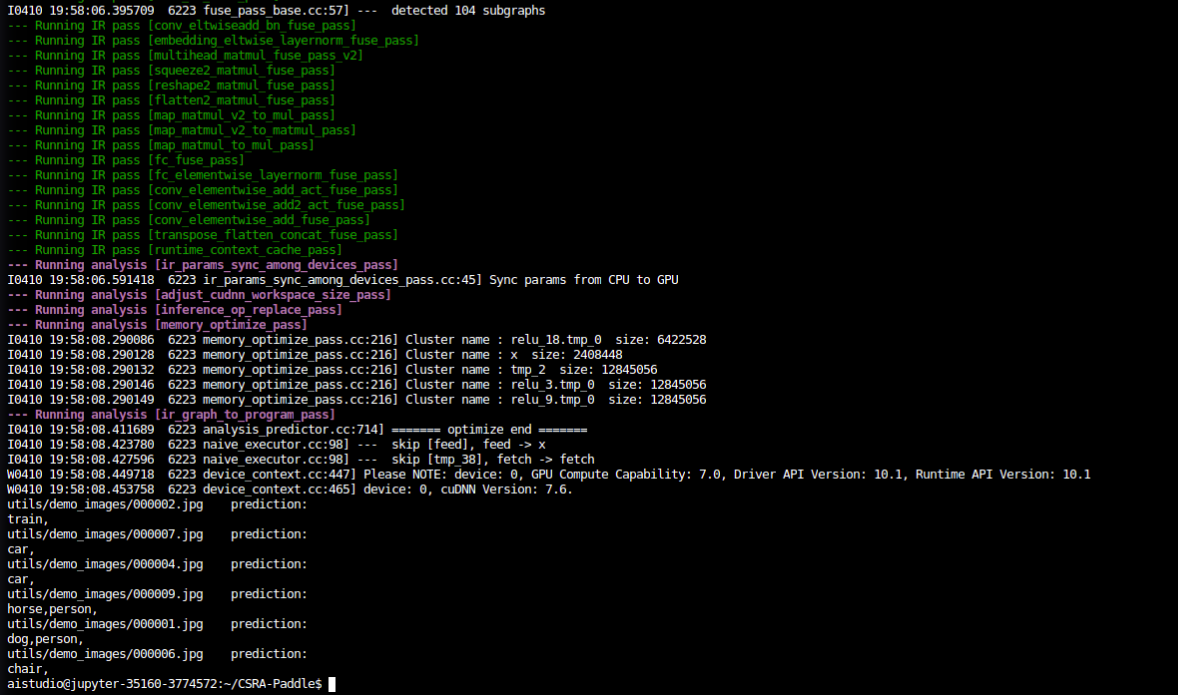 I0410 19:58:06.395709  6223 fuse_pass_base.cc:57] ---  detected 104 subgraphs
--- Running IR pass [conv_eltwiseadd_bn_fuse_pass]
--- Running IR pass [embedding_eltwise_layernorm_fuse_pass]
--- Running IR pass [multihead_matmul_fuse_pass_v2]
--- Running IR pass [squeeze2_matmul_fuse_pass]
--- Running IR pass [reshape2_matmul_fuse_pass]
--- Running IR pass [flatten2_matmul_fuse_pass]
--- Running IR pass [map_matmul_v2_to_mul_pass]
--- Running IR pass [map_matmul_v2_to_matmul_pass]
--- Running IR pass [map_matmul_to_mul_pass]
--- Running IR pass [fc_fuse_pass]
--- Running IR pass [fc_elementwise_layernorm_fuse_pass]
--- Running IR pass [conv_elementwise_add_act_fuse_pass]
--- Running IR pass [conv_elementwise_add2_act_fuse_pass]
--- Running IR pass [conv_elementwise_add_fuse_pass]
--- Running IR pass [transpose_flatten_concat_fuse_pass]
--- Running IR pass [runtime_context_cache_pass]
--- Running analysis [ir_params_sync_among_devices_pass]
I0410 19:58:06.591418  6223 ir_params_sync_among_devices_pass.cc:45] Sync params from CPU to GPU
--- Running analysis [adjust_cudnn_workspace_size_pass]
--- Running analysis [inference_op_replace_pass]
--- Running analysis [memory_optimize_pass]
I0410 19:58:08.290086  6223 memory_optimize_pass.cc:216] Cluster name : relu_18.tmp_0  size: 6422528
I0410 19:58:08.290128  6223 memory_optimize_pass.cc:216] Cluster name : x  size: 2408448
I0410 19:58:08.290132  6223 memory_optimize_pass.cc:216] Cluster name : tmp_2  size: 12845056
I0410 19:58:08.290146  6223 memory_optimize_pass.cc:216] Cluster name : relu_3.tmp_0  size: 12845056
I0410 19:58:08.290149  6223 memory_optimize_pass.cc:216] Cluster name : relu_9.tmp_0  size: 12845056
--- Running analysis [ir_graph_to_program_pass]
I0410 19:58:08.411689  6223 analysis_predictor.cc:714] ======= optimize end =======
I0410 19:58:08.423780  6223 naive_executor.cc:98] ---  skip [feed], feed -> x
I0410 19:58:08.427596  6223 naive_executor.cc:98] ---  skip [tmp_38], fetch -> fetch
W0410 19:58:08.449718  6223 device_context.cc:447] Please NOTE: device: 0, GPU Compute Capability: 7.0, Driver API Version: 10.1, Runtime API Version: 10.1
W0410 19:58:08.453758  6223 device_context.cc:465] device: 0, cuDNN Version: 7.6.
utils/demo_images/000002.jpg    prediction:
train,
utils/demo_images/000007.jpg    prediction:
car,
utils/demo_images/000004.jpg    prediction:
car,
utils/demo_images/000009.jpg    prediction:
horse,person,
utils/demo_images/000001.jpg    prediction:
dog,person,
utils/demo_images/000006.jpg    prediction:
chair,
aistudio@jupyter-35160-3774572:~/CSRA-Paddle$